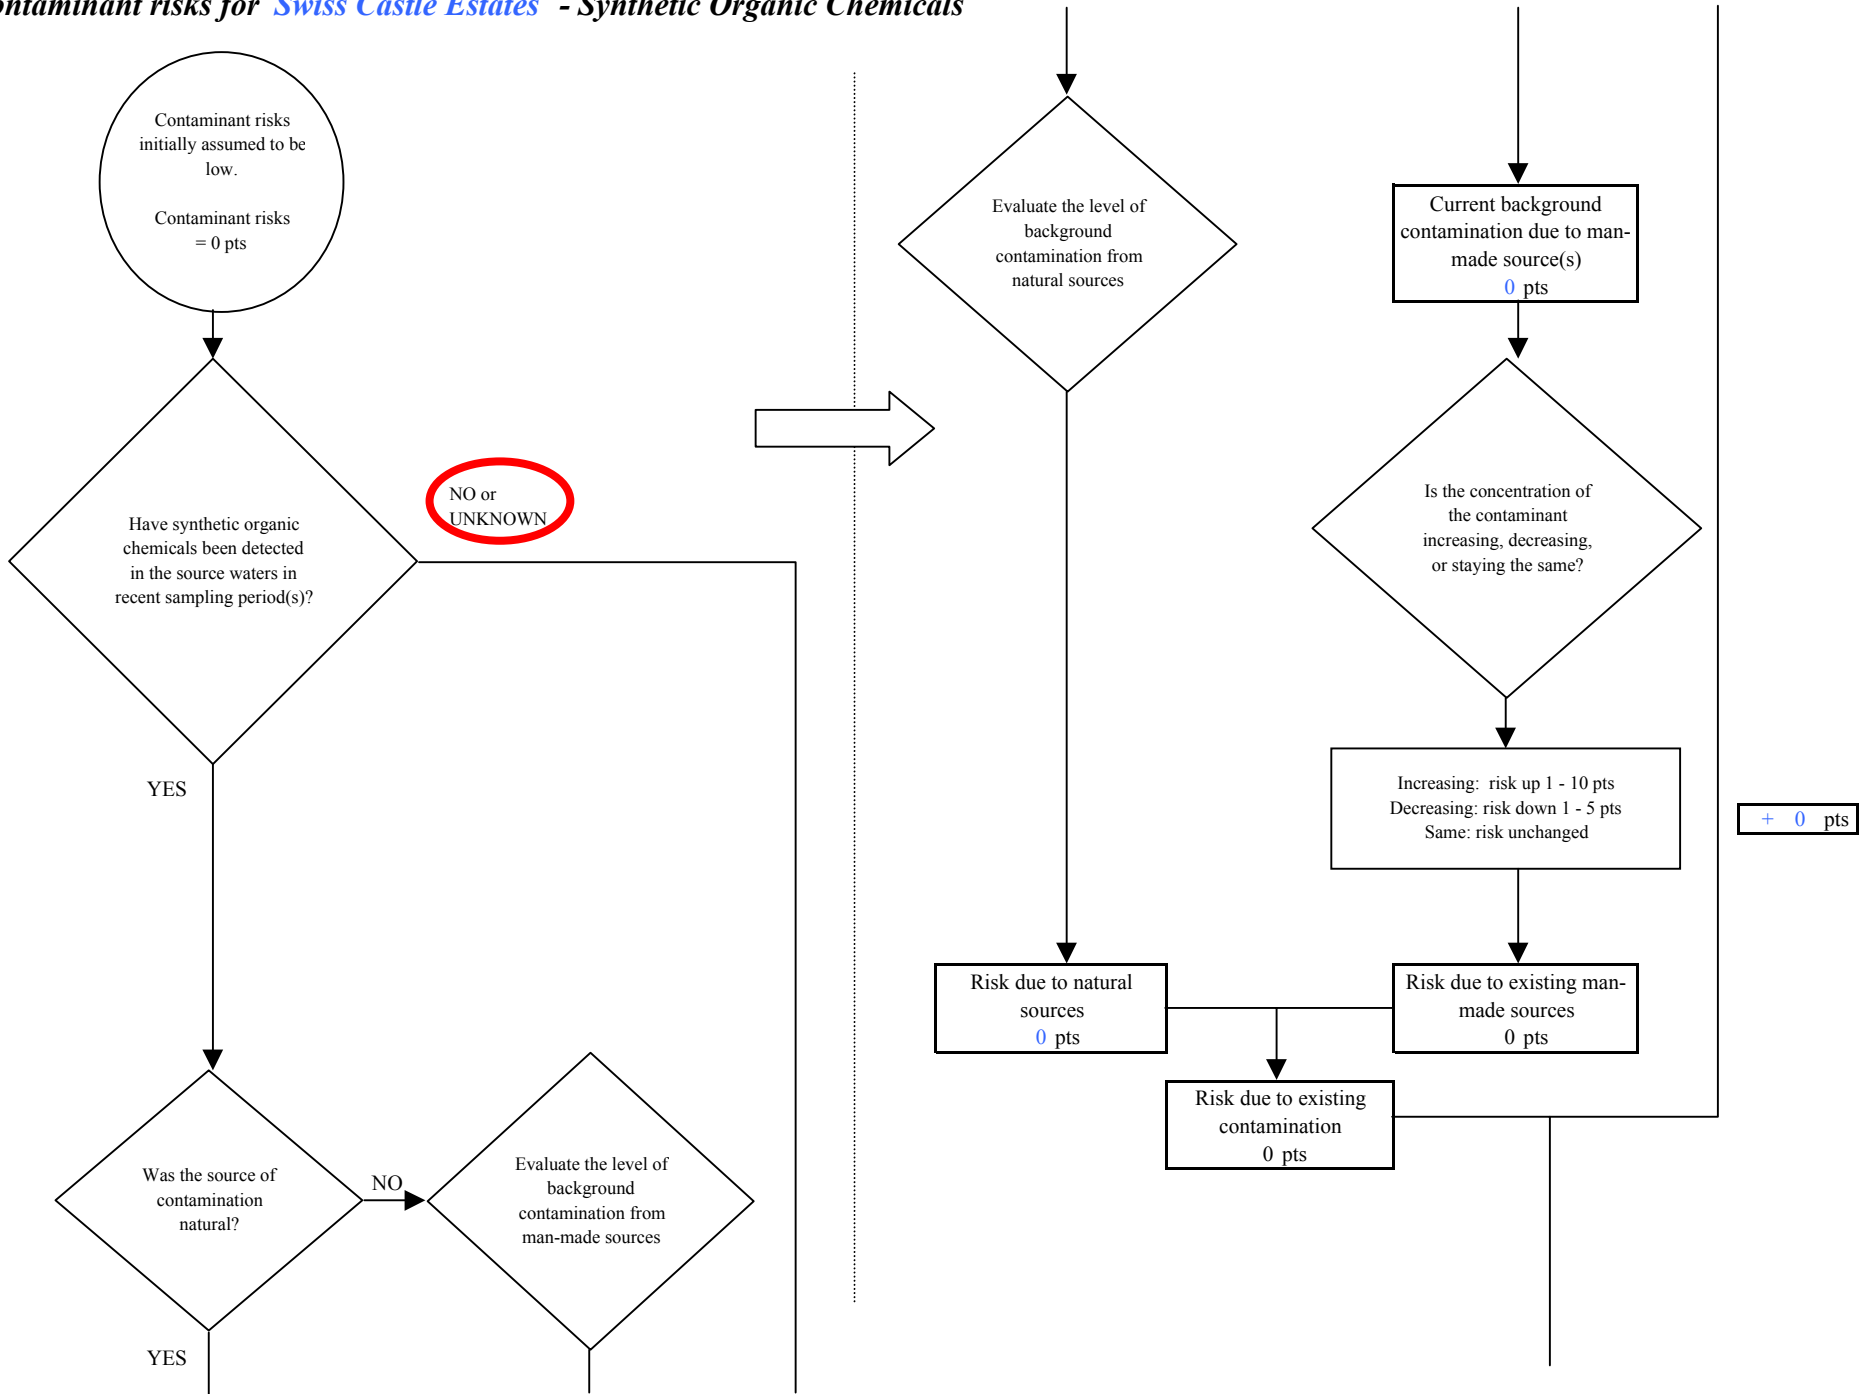 ontaminant risks for Swiss Castle Estates - Synthetic Organic Chemicals
Contaminant risks
initially assumed to be
low.
Contaminant risks
= 0 pts
Have synthetic organic
chemicals been detected
in the source waters in
recent sampling period(s)?
NO or
UNKNOWN
YES
Was the source of
contamination
natural?
NO
Evaluate the level of
background
contamination from
man-made sources
YES
Evaluate the level of
background
contamination from
natural sources
Current background
contamination due to man-
made source(s)
0 pts
Is the concentration of
the contaminant
increasing, decreasing,
or staying the same?
Increasing: risk up 1 - 10 pts
Decreasing: risk down 1 - 5 pts
Same: risk unchanged
+ 0 pts
Risk due to natural
sources
0 pts
Risk due to existing man-
made sources
0 pts
Risk due to existing
contamination
0 pts